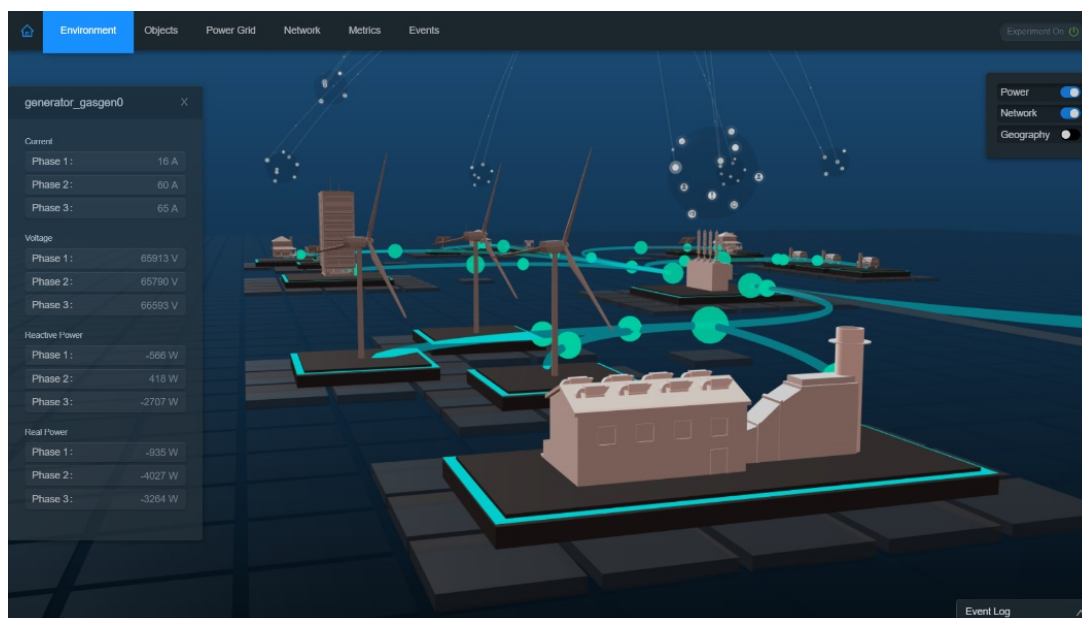 Environment Objects Power Grid Network Metrics Events Experiment On
generator_gasgen0 X
Current
Phase 1: 16 A
Phase 2: 60 A
Phase 3: 65 A
Voltage
Phase 1: 65913 V
Phase 2: 65790 V
Phase 3: 66593 V
Reactive Power
Phase 1: -566 W
Phase 2: 418 W
Phase 3: -2707 W
Real Power
Phase 1: -935 W
Phase 2: -4027 W
Phase 3: -3264 W
Power
Network
Geography
Event Log